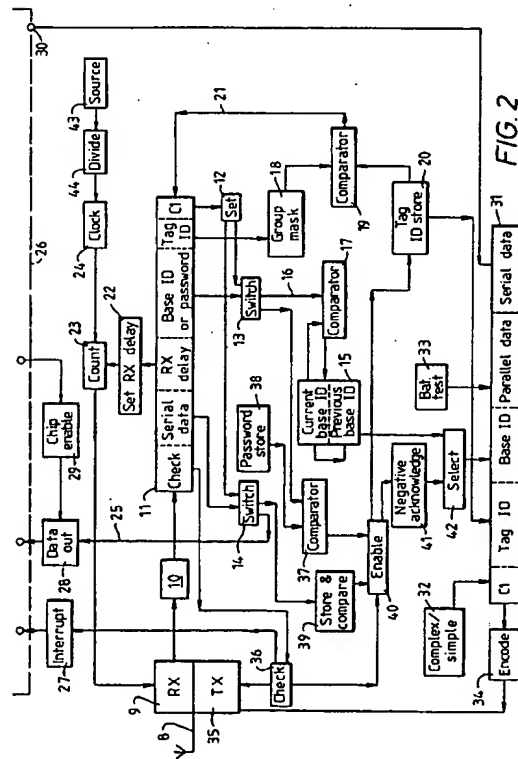 26
30
Source
43
Divide
44
Clock
24
Chip enable
29
25
Data out
28
Interrupt
27
Count
23
Set RX delay
22
21
C1
Tag ID
Base ID or password
RX delay
Serial data
Check
11
Set
12
Switch
13
Switch
14
10
RX
TX
9
8
35
Check
36
Group mask
18
Comparator
19
Tag ID store
20
16
Comparator
17
Current base ID
Previous base ID
15
Password store
38
Comparator
37
Store & compare
39
Enable
40
Negative acknowledge
41
Select
42
Bat. test
33
Complex/simple
32
Encode
34
C1
Tag ID
Base ID
Parallel data
Serial data
31
FIG. 2